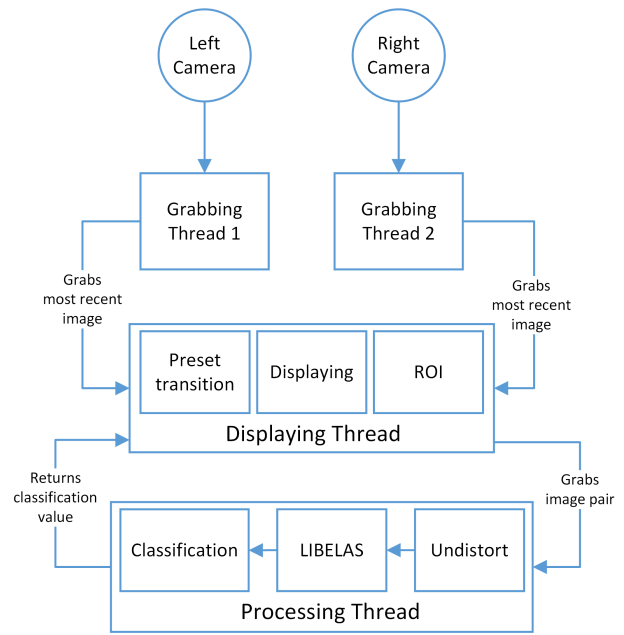 Left
Camera
Right
Camera
Grabbing
Thread 1
Grabbing
Thread 2
Grabs
most recent
image
Grabs
most recent
image
Preset
transition
Displaying
ROI
Displaying Thread
Returns
classification
value
Grabs
image pair
Classification
LIBELAS
Undistort
Processing Thread